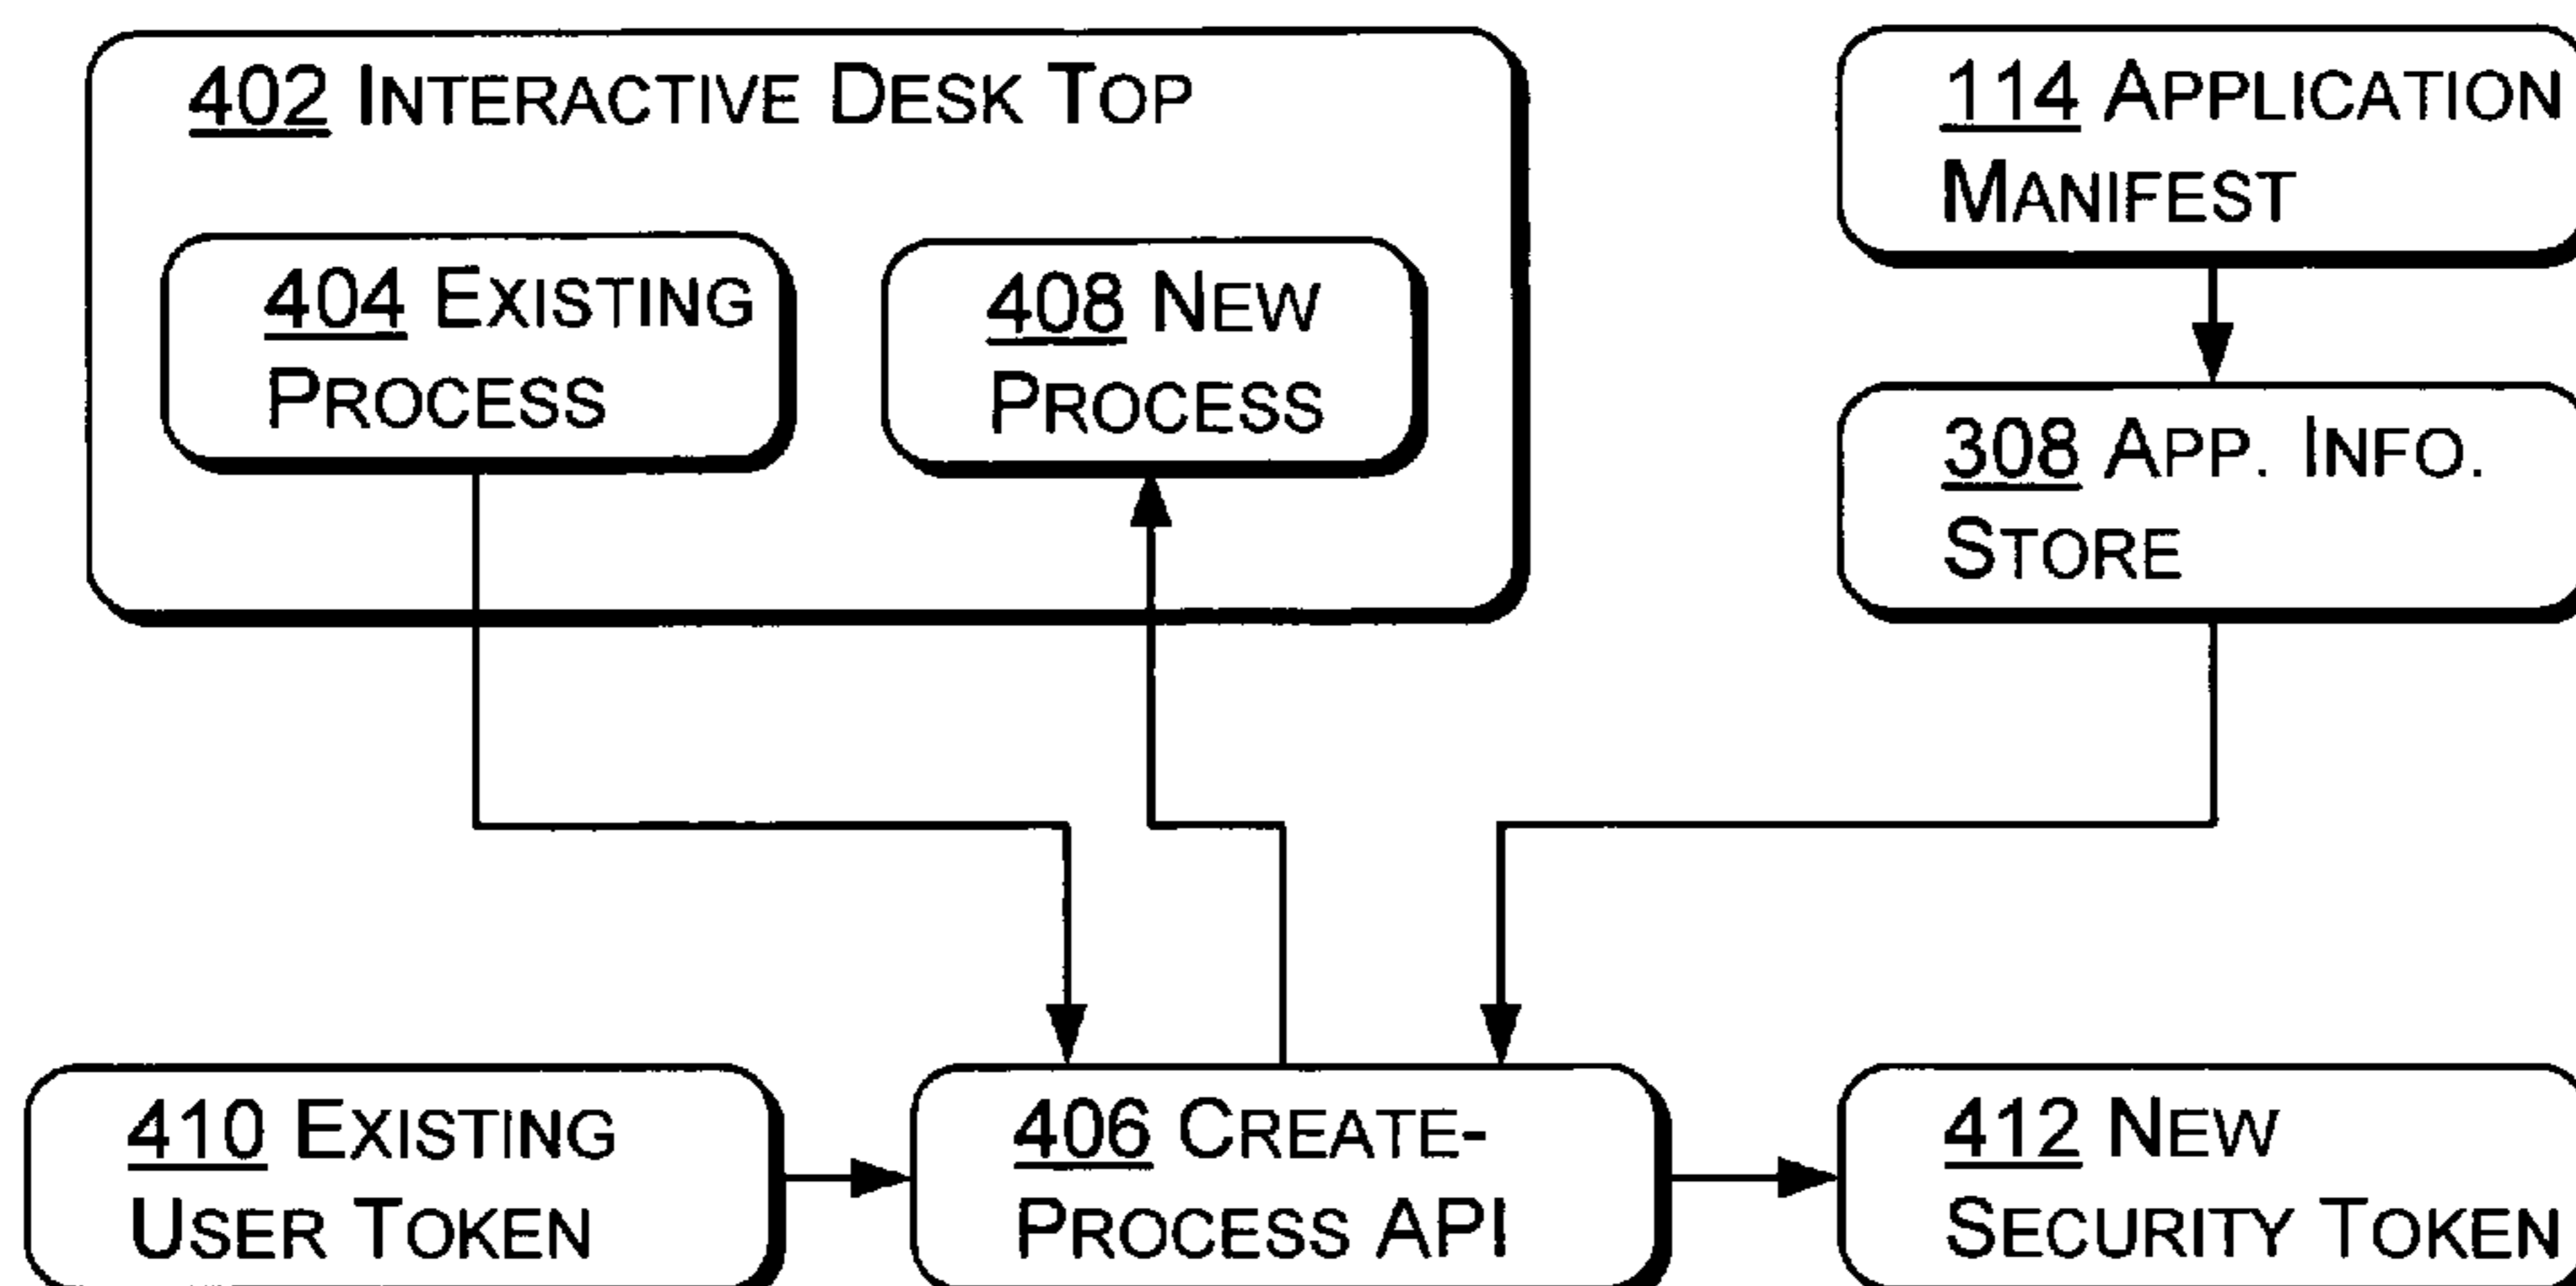 402 INTERACTIVE DESK TOP
404 EXISTING
PROCESS
408 NEW
PROCESS
114 APPLICATION
MANIFEST
308 APP. INFO.
STORE
410 EXISTING
USER TOKEN
406 CREATE-
PROCESS API
412 NEW
SECURITY TOKEN